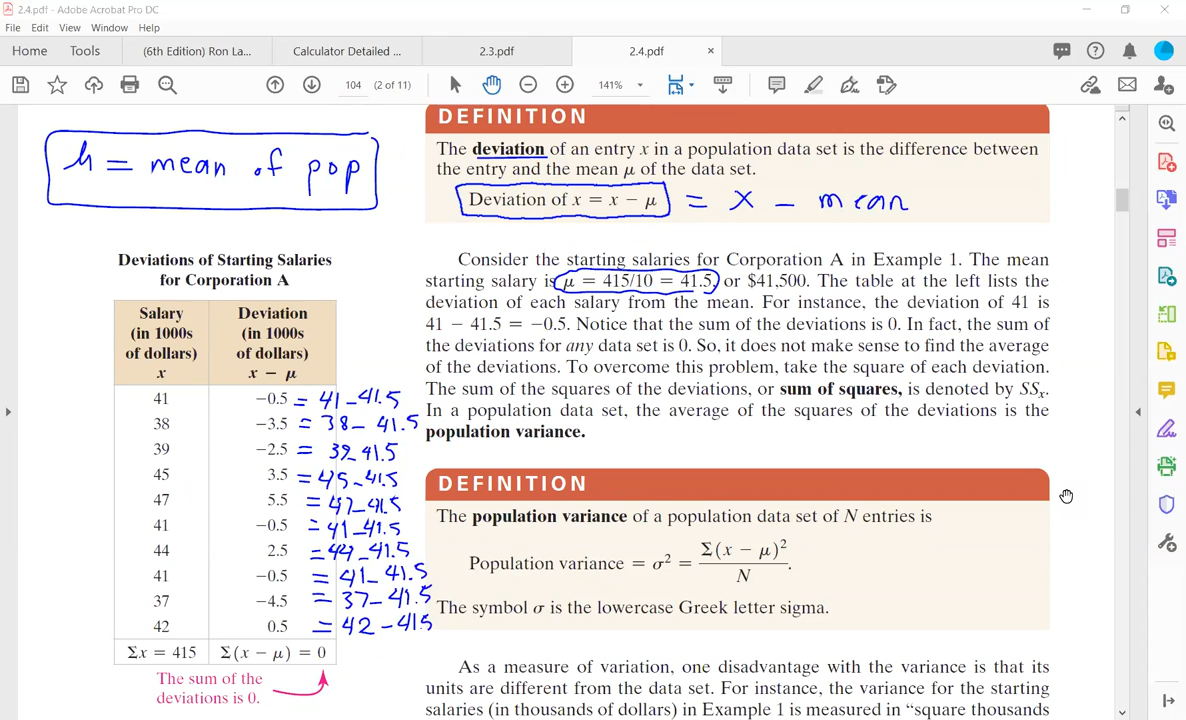 2.4.pdf - Adobe Acrobat Pro DC
File Edit View Window Help
Home Tools (6th Edition) Ron La... Calculator Detailed ... 2.3.pdf 2.4.pdf ×
104 (2 of 11) 141%
μ = mean of pop
DEFINITION
The deviation of an entry x in a population data set is the difference between
the entry and the mean μ of the data set.
Deviation of x = x − μ = x − mean
Consider the starting salaries for Corporation A in Example 1. The mean
starting salary is μ = 415/10 = 41.5, or $41,500. The table at the left lists the
deviation of each salary from the mean. For instance, the deviation of 41 is
41 − 41.5 = −0.5. Notice that the sum of the deviations is 0. In fact, the sum of
the deviations for any data set is 0. So, it does not make sense to find the average
of the deviations. To overcome this problem, take the square of each deviation.
The sum of the squares of the deviations, or sum of squares, is denoted by SSₓ.
In a population data set, the average of the squares of the deviations is the
population variance.
Deviations of Starting Salaries
for Corporation A
Salary Deviation
(in 1000s (in 1000s
of dollars) of dollars)
x x − μ
41 −0.5 = 41 − 41.5
38 −3.5 = 38 − 41.5
39 −2.5 = 39 − 41.5
45 3.5 = 45 − 41.5
47 5.5 = 47 − 41.5
41 −0.5 = 41 − 41.5
44 2.5 = 44 − 41.5
41 −0.5 = 41 − 41.5
37 −4.5 = 37 − 41.5
42 0.5 = 42 − 41.5
Σx = 415 Σ(x − μ) = 0
The sum of the
deviations is 0.
DEFINITION
The population variance of a population data set of N entries is
Population variance = σ² = Σ(x − μ)² / N.
The symbol σ is the lowercase Greek letter sigma.
As a measure of variation, one disadvantage with the variance is that its
units are different from the data set. For instance, the variance for the starting
salaries (in thousands of dollars) in Example 1 is measured in “square thousands